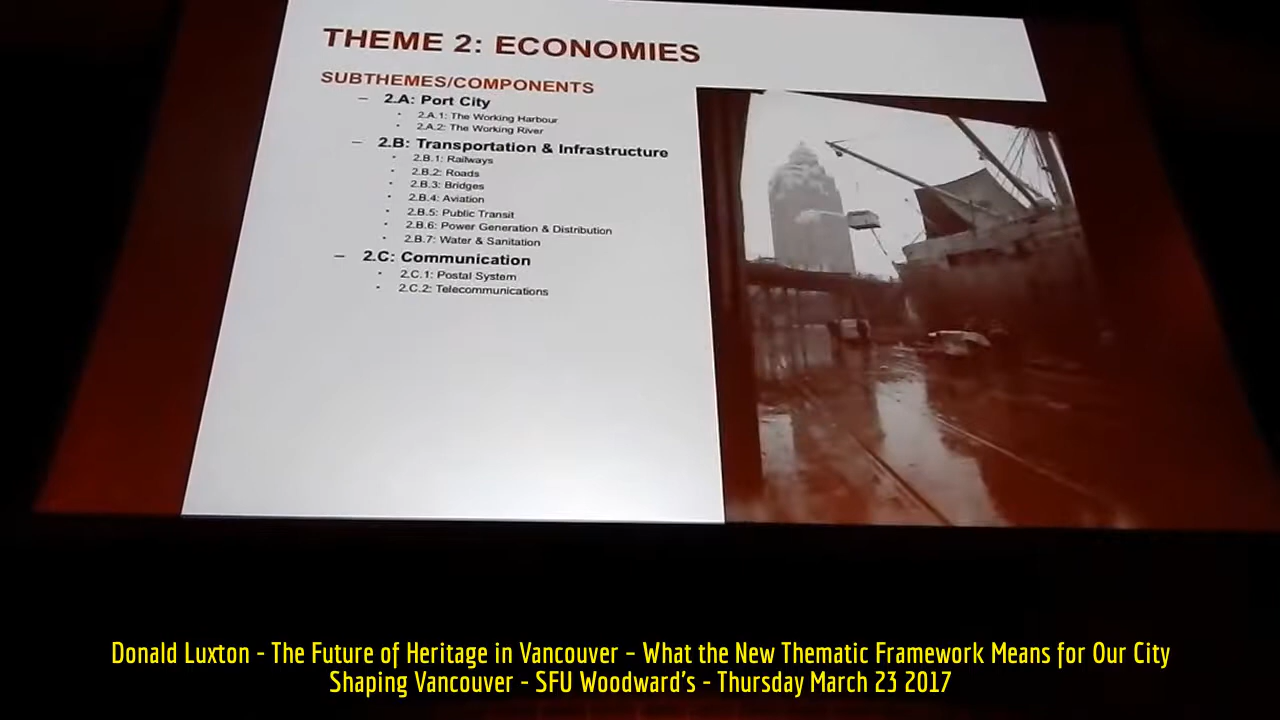 THEME 2: ECONOMIES
SUBTHEMES/COMPONENTS
– 2.A: Port City
• 2.A.1: The Working Harbour
• 2.A.2: The Working River
– 2.B: Transportation & Infrastructure
• 2.B.1: Railways
• 2.B.2: Roads
• 2.B.3: Bridges
• 2.B.4: Aviation
• 2.B.5: Public Transit
• 2.B.6: Power Generation & Distribution
• 2.B.7: Water & Sanitation
– 2.C: Communication
• 2.C.1: Postal System
• 2.C.2: Telecommunications
Donald Luxton - The Future of Heritage in Vancouver – What the New Thematic Framework Means for Our City
Shaping Vancouver - SFU Woodward's - Thursday March 23 2017